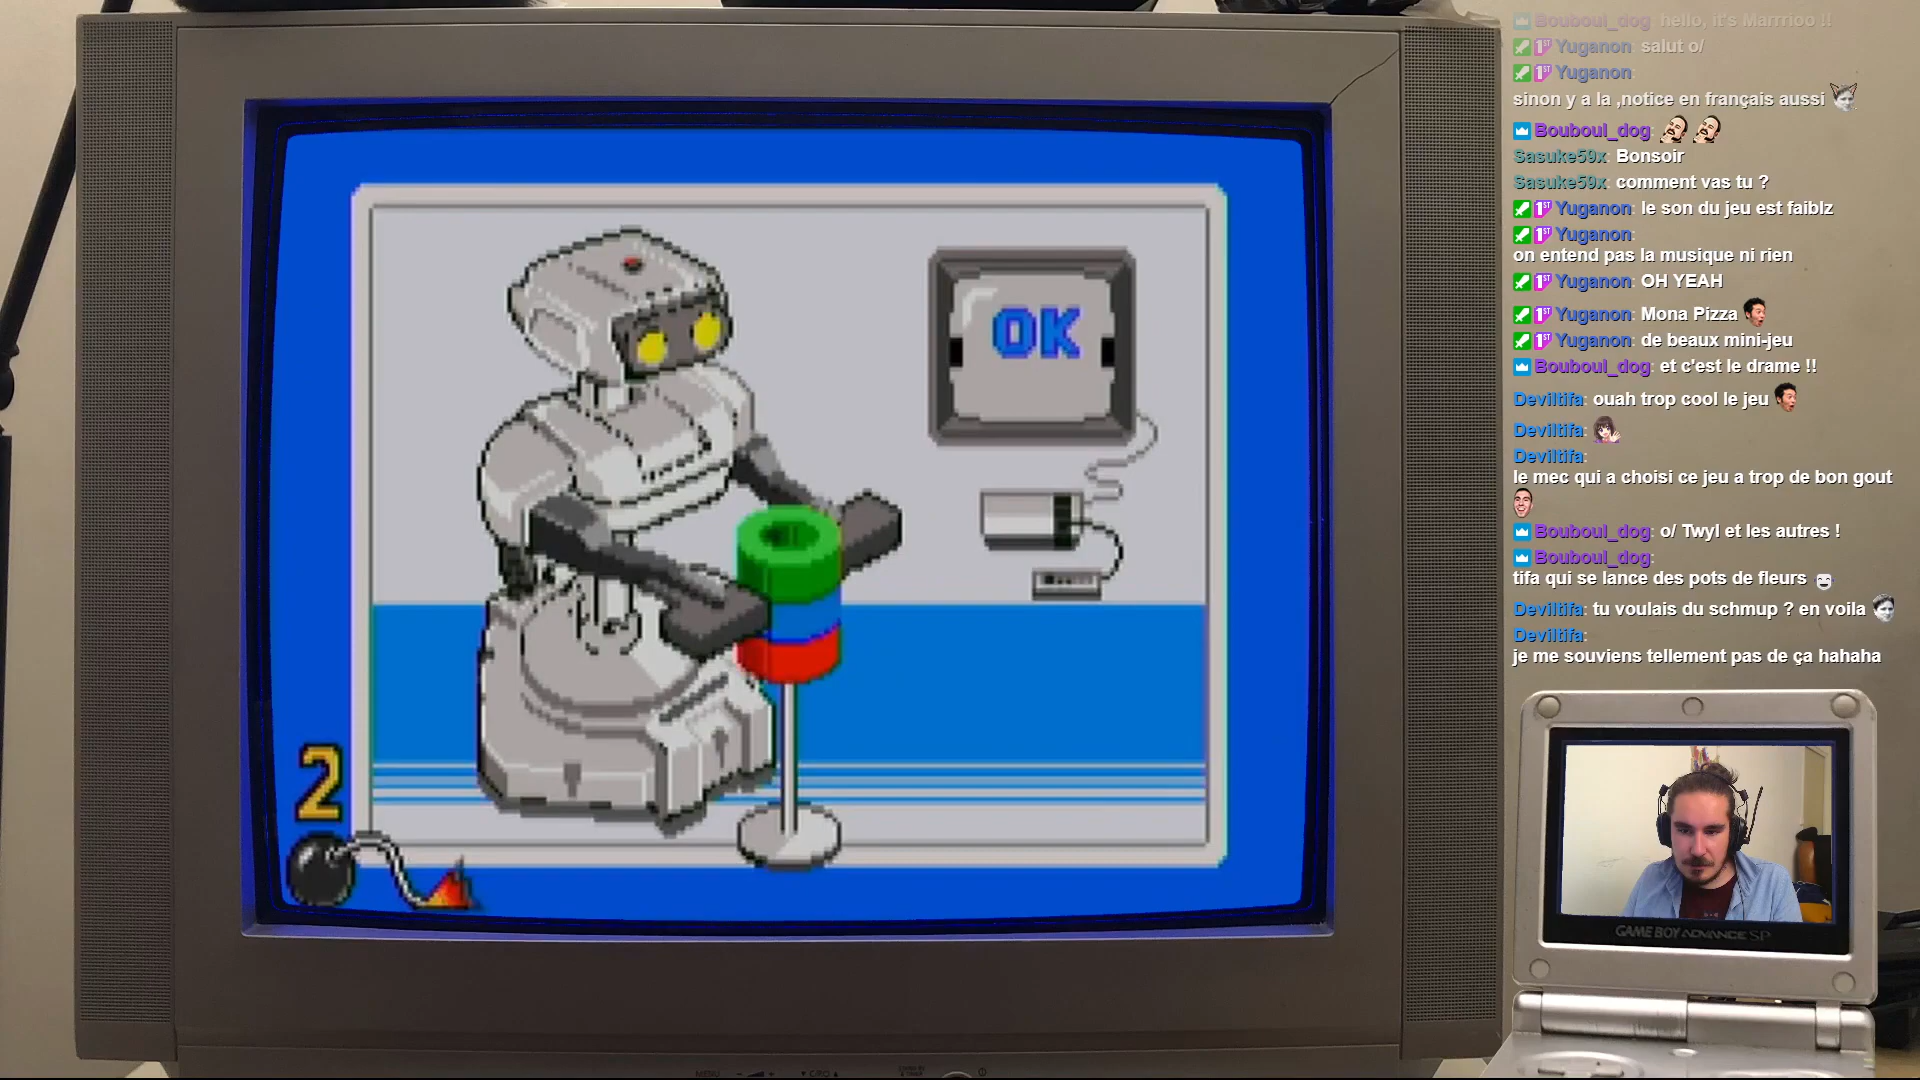 Bouboul_dog: hello, it's Marrrioo !!
Yuganon: salut o/
Yuganon:
sinon y a la ,notice en français aussi
Bouboul_dog:
Sasuke59x: Bonsoir
Sasuke59x: comment vas tu ?
Yuganon: le son du jeu est faiblz
Yuganon:
on entend pas la musique ni rien
Yuganon: OH YEAH
Yuganon: Mona Pizza
Yuganon: de beaux mini-jeu
Bouboul_dog: et c'est le drame !!
Deviltifa: ouah trop cool le jeu
Deviltifa:
Deviltifa:
le mec qui a choisi ce jeu a trop de bon gout
Bouboul_dog: o/ Twyl et les autres !
Bouboul_dog:
tifa qui se lance des pots de fleurs
Deviltifa: tu voulais du schmup ? en voila
Deviltifa:
je me souviens tellement pas de ça hahaha
OK
2
GAME BOY ADVANCE SP
MENU